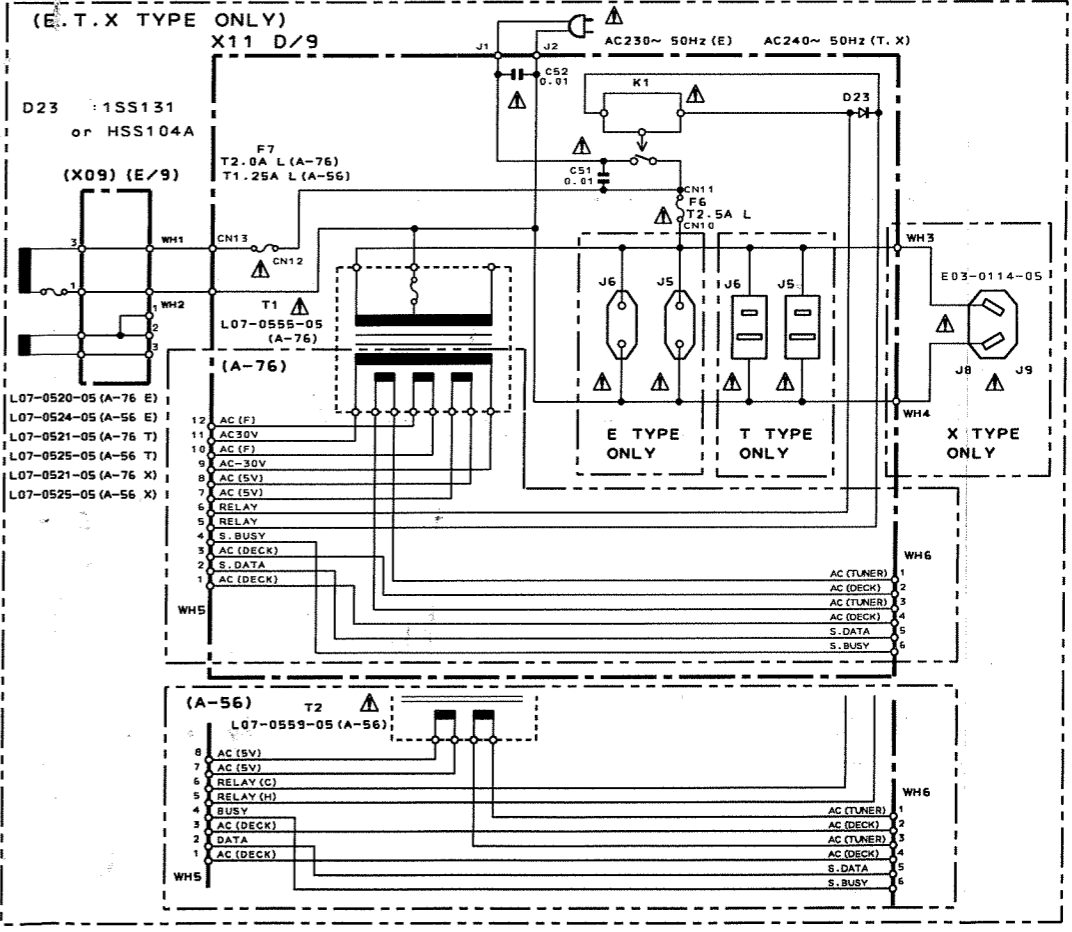 (E.T.X TYPE ONLY)
X11 D/9
J1
J2
AC230~ 50Hz (E)
AC240~ 50Hz (T. X)
C52
0.01
K1
D23
D23 :1SS131
or HSS104A
F7
T2.0A L (A-76)
T1.25A L (A-56)
C51
0.01
(X09) (E/9)
CN11
F6
T2.5A L
CN10
3
WH1
CN13
CN12
WH3
E03-0114-05
1
WH2
1
2
3
T1
L07-0555-05
(A-76)
J6
J5
J6
J5
J8
J9
(A-76)
L07-0520-05 (A-76 E)
L07-0524-05 (A-56 E)
L07-0521-05 (A-76 T)
L07-0525-05 (A-56 T)
L07-0521-05 (A-76 X)
L07-0525-05 (A-56 X)
WH4
E TYPE
ONLY
T TYPE
ONLY
X TYPE
ONLY
12 AC (F)
11 AC30V
10 AC (F)
9 AC-30V
8 AC (5V)
7 AC (5V)
6 RELAY
5 RELAY
4 S.BUSY
3 AC (DECK)
2 S.DATA
1 AC (DECK)
WH5
WH6
AC (TUNER) 1
AC (DECK) 2
AC (TUNER) 3
AC (DECK) 4
S.DATA 5
S.BUSY 6
(A-56)
T2
L07-0559-05 (A-56)
8 AC (5V)
7 AC (5V)
6 RELAY (C)
5 RELAY (H)
4 BUSY
3 AC (DECK)
2 DATA
1 AC (DECK)
WH5
WH6
AC (TUNER) 1
AC (DECK) 2
AC (TUNER) 3
AC (DECK) 4
S.DATA 5
S.BUSY 6